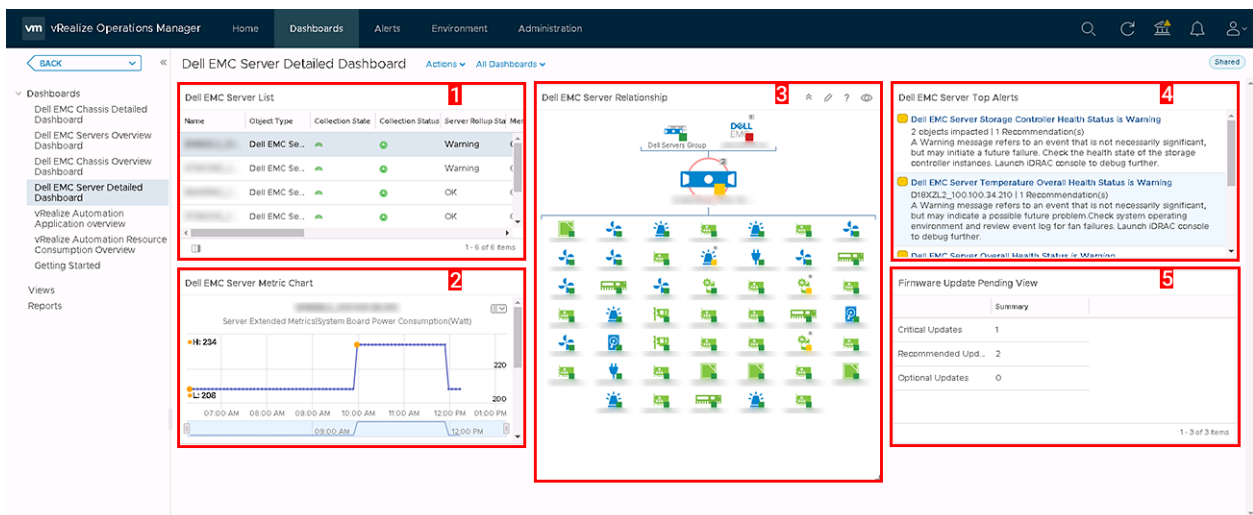 vm vRealize Operations Manager Home Dashboards Alerts Environment Administration
BACK
Dell EMC Server Detailed Dashboard Actions All Dashboards Shared
Dashboards
Dell EMC Chassis Detailed
Dashboard
Dell EMC Servers Overview
Dashboard
Dell EMC Chassis Overview
Dashboard
Dell EMC Server Detailed
Dashboard
vRealize Automation
Application overview
vRealize Automation Resource
Consumption Overview
Getting Started
Views
Reports
Dell EMC Server List 1
Name Object Type Collection State Collection Status Server Rollup Sta Mer
Dell EMC Se... Warning
Dell EMC Se... Warning
Dell EMC Se... OK
Dell EMC Se... OK
1 - 6 of 6 items
Dell EMC Server Metric Chart 2
Server Extended Metrics|System Board Power Consumption(Watt)
H: 234
220
L: 208
200
07:00 AM 08:00 AM 09:00 AM 10:00 AM 11:00 AM 12:00 PM 01:00 PM
09:00 AM 12:00 PM
Dell EMC Server Relationship 3 ?
DELL
EMC
Dell Servers Group
2
Dell EMC Server Top Alerts 4
Dell EMC Server Storage Controller Health Status is Warning
2 objects impacted | 1 Recommendation(s)
A Warning message refers to an event that is not necessarily significant,
but may initiate a future failure. Check the health state of the storage
controller instances. Launch iDRAC console to debug further.
Dell EMC Server Temperature Overall Health Status is Warning
D18XZL2_100.100.34.210 | 1 Recommendation(s)
A Warning message refers to an event that is not necessarily significant,
but may indicate a possible future problem.Check system operating
environment and review event log for fan failures. Launch iDRAC console
to debug further.
Dell EMC Server Overall Health Status is Warning
Firmware Update Pending View 5
Summary
Critical Updates 1
Recommended Upd... 2
Optional Updates 0
1 - 3 of 3 items